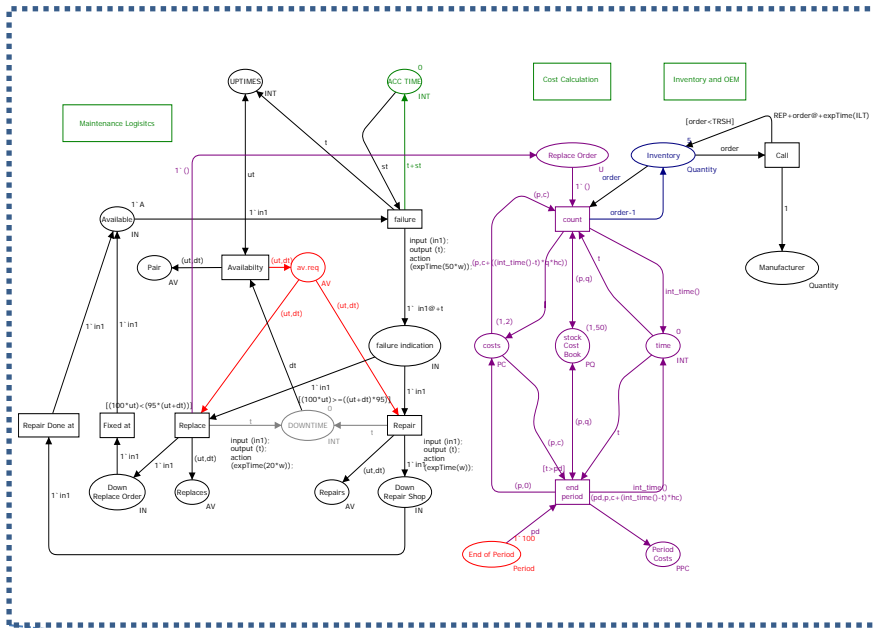 UPTIMES
INT
0
ACC TIME
INT
Cost Calculation
Inventory and OEM
Maintenance Logisitcs
t
st
t+st
ut
1`()
[order<TRSH]
REP+order@+expTime(ILT)
Replace Order
U
Inventory
Quantity
order
Call
order
1`()
(p,c)
1`A
Available
IN
1`in1
failure
count
order-1
1
input (in1);
output (t);
action
(expTime(50*w));
Pair
AV
(ut,dt)
Availabilty
(ut,dt)
av.req
AV
(p,c+((int_time()-t)*q*hc))
(p,q)
t
Manufacturer
Quantity
int_time()
(ut,dt)
(ut,dt)
1`in1@+t
1`in1
1`in1
failure indication
IN
(1,2)
costs
PC
(1,50)
stock
Cost
Book
PQ
0
time
INT
dt
1`in1
1`in1
[(100*ut)<(95*(ut+dt))]
[(100*ut)>=((ut+dt)*95)]
0
Repair Done at
Fixed at
Replace
t
DOWNTIME
INT
t
Repair
(p,q)
t
(p,c)
input (in1);
output (t);
action
(expTime(20*w));
input (in1);
output (t);
action
(expTime(w));
1`in1
1`in1
(ut,dt)
(ut,dt)
1`in1
[t>pd]
1`in1
Down
Replace Order
IN
Replaces
AV
Repairs
AV
Down
Repair Shop
IN
(p,0)
end
period
int_time()
(pd,p,c+(int_time()-t)*hc)
pd
1`100
End of Period
Period
Period
Costs
PPC